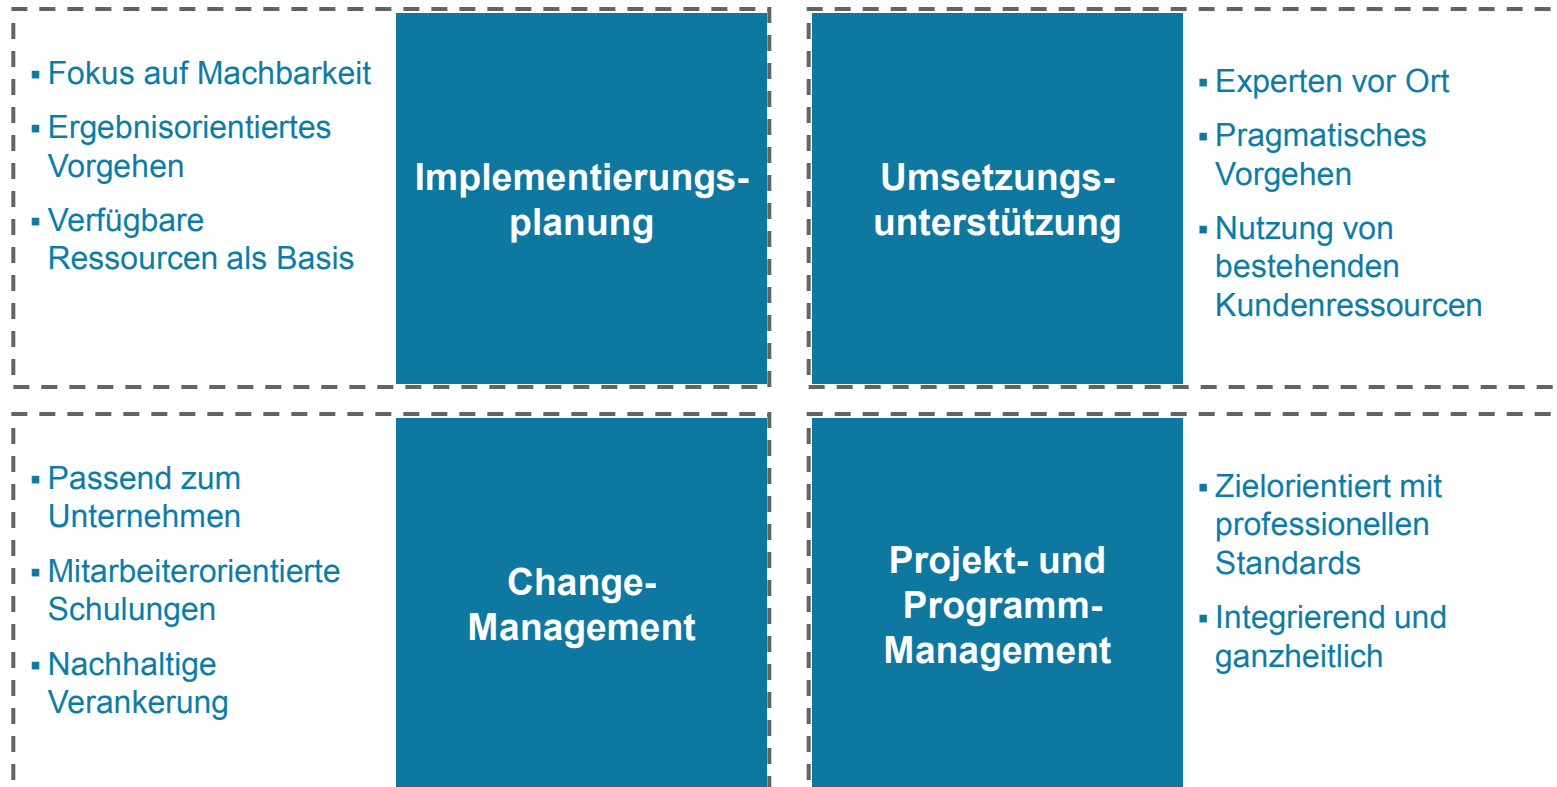 ▪ Fokus auf Machbarkeit
▪ Ergebnisorientiertes
Vorgehen
▪ Verfügbare
Ressourcen als Basis
Implementierungs-
planung
Umsetzungs-
unterstützung
▪ Experten vor Ort
▪ Pragmatisches
Vorgehen
▪ Nutzung von
bestehenden
Kundenressourcen
▪ Passend zum
Unternehmen
▪ Mitarbeiterorientierte
Schulungen
▪ Nachhaltige
Verankerung
Change-
Management
Projekt- und
Programm-
Management
▪ Zielorientiert mit
professionellen
Standards
▪ Integrierend und
ganzheitlich